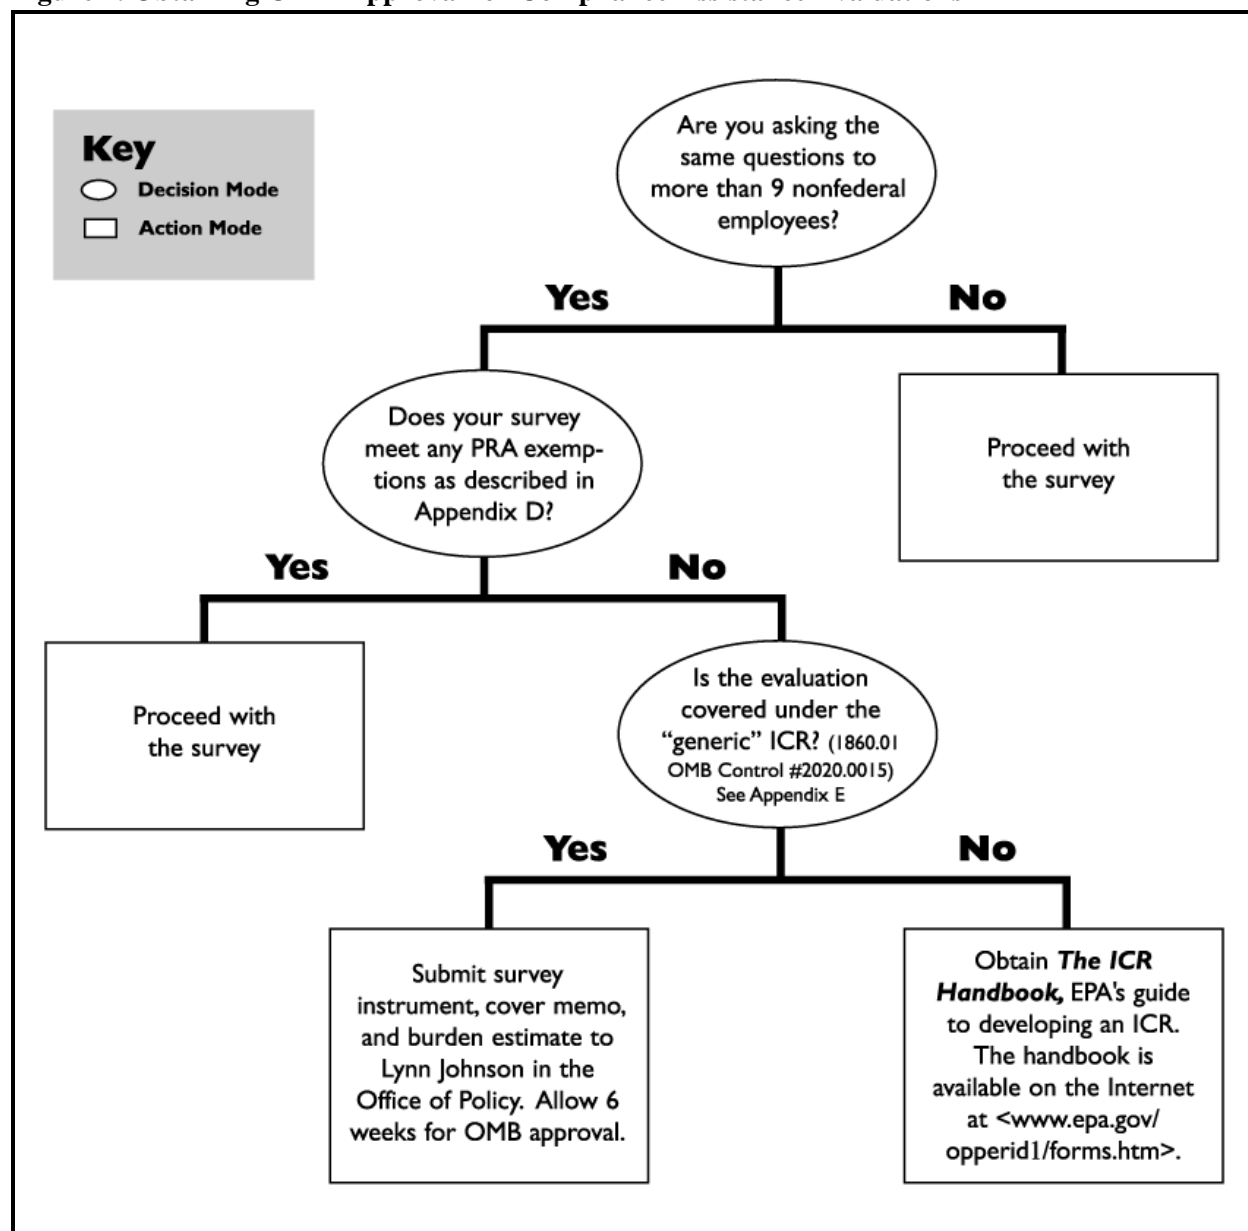 Key
Decision Mode
Action Mode
Are you asking the
same questions to
more than 9 nonfederal
employees?
Yes
No
Does your survey
meet any PRA exemp-
tions as described in
Appendix D?
Proceed with
the survey
Yes
No
Proceed with
the survey
Is the evaluation
covered under the
“generic” ICR? (1860.01
OMB Control #2020.0015)
See Appendix E
Yes
No
Submit survey
instrument, cover memo,
and burden estimate to
Lynn Johnson in the
Office of Policy. Allow 6
weeks for OMB approval.
Obtain The ICR
Handbook, EPA's guide
to developing an ICR.
The handbook is
available on the Internet
at <www.epa.gov/
opperid1/forms.htm>.